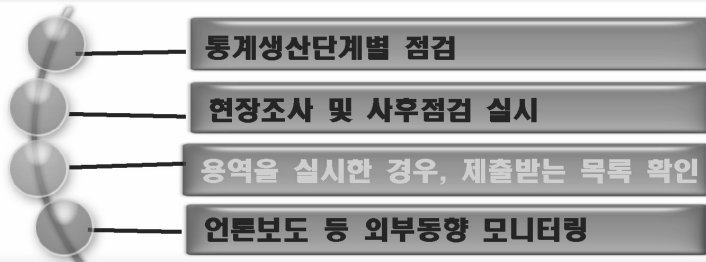 통계생산단계별 점검
현장조사 및 사후점검 실시
용역을 실시한 경우, 제출받는 목록 확인
언론보도 등 외부동향 모니터링